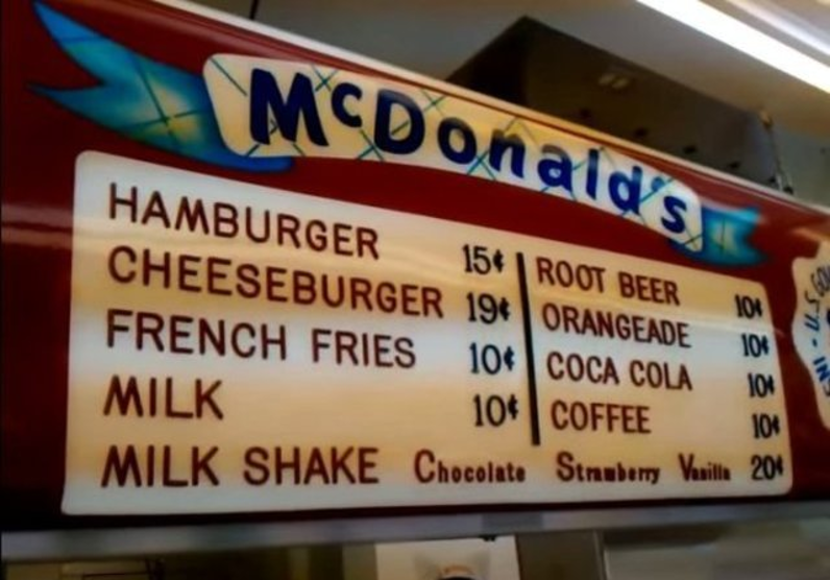 McDonald's
HAMBURGER 15¢
CHEESEBURGER 19¢
FRENCH FRIES 10¢
MILK 10¢
ROOT BEER 10¢
ORANGEADE 10¢
COCA COLA 10¢
COFFEE 10¢
MILK SHAKE Chocolate Strawberry Vanilla 20¢
U.S.